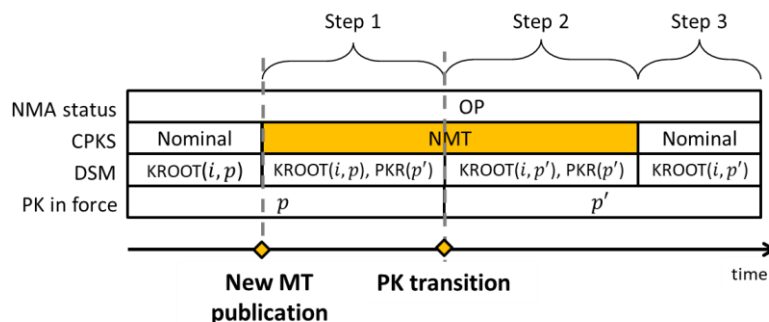 Step 1 Step 2 Step 3
NMA status OP
CPKS Nominal NMT Nominal
DSM KROOT(i, p) KROOT(i, p), PKR(p′) KROOT(i, p′), PKR(p′) KROOT(i, p′)
PK in force p p′
time
New MT PK transition
publication